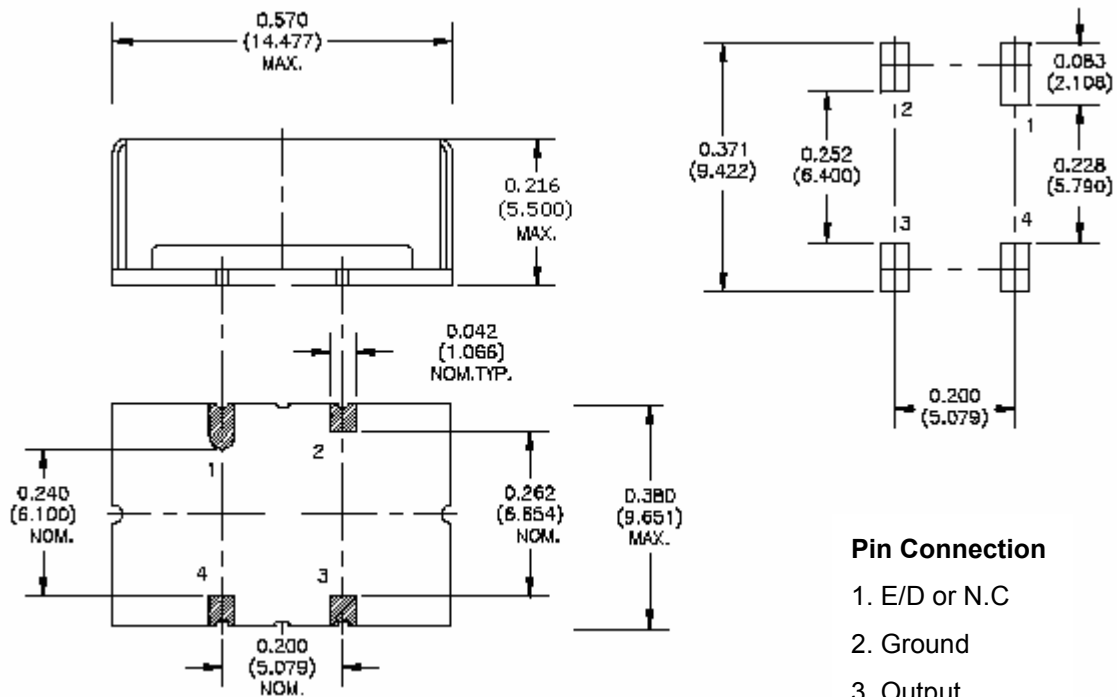 0.570
(14.477)
MAX.
0.216
(5.500)
MAX.
0.042
(1.066)
NOM.TYP.
1
2
0.240
(6.100)
NOM.
0.262
(6.654)
NOM.
0.380
(9.651)
MAX.
4
3
0.200
(5.079)
NOM.
0.083
(2.108)
2
1
0.371
(9.422)
0.252
(6.400)
0.228
(5.790)
3
4
0.200
(5.079)
Pin Connection
1. E/D or N.C
2. Ground
3. Output